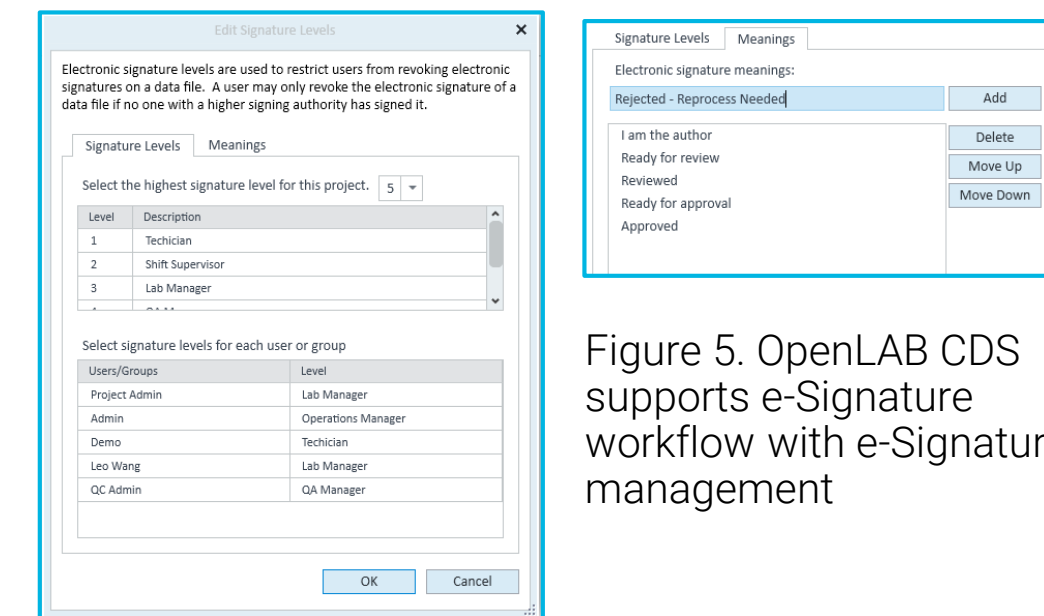 Edit Signature Levels
Electronic signature levels are used to restrict users from revoking electronic
signatures on a data file. A user may only revoke the electronic signature of a
data file if no one with a higher signing authority has signed it.
Signature Levels Meanings
Select the highest signature level for this project. 5
Level Description
1 Techician
2 Shift Supervisor
3 Lab Manager
Select signature levels for each user or group
Users/Groups Level
Project Admin Lab Manager
Admin Operations Manager
Demo Techician
Leo Wang Lab Manager
QC Admin QA Manager
OK Cancel
Signature Levels Meanings
Electronic signature meanings:
Rejected - Reprocess Needed Add
I am the author Delete
Ready for review Move Up
Reviewed
Ready for approval Move Down
Approved
Figure 5. OpenLAB CDS
supports e-Signature
workflow with e-Signatur
management